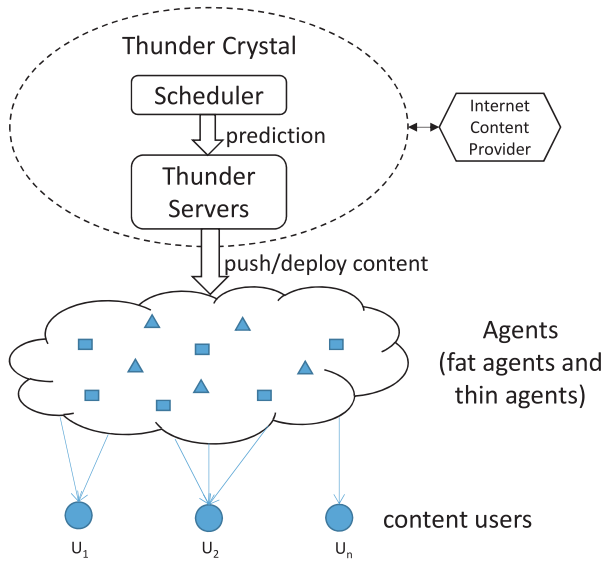 Thunder Crystal
Scheduler
prediction
Thunder
Servers
Internet
Content
Provider
push/deploy content
Agents
(fat agents and
thin agents)
content users
U1
U2
Un